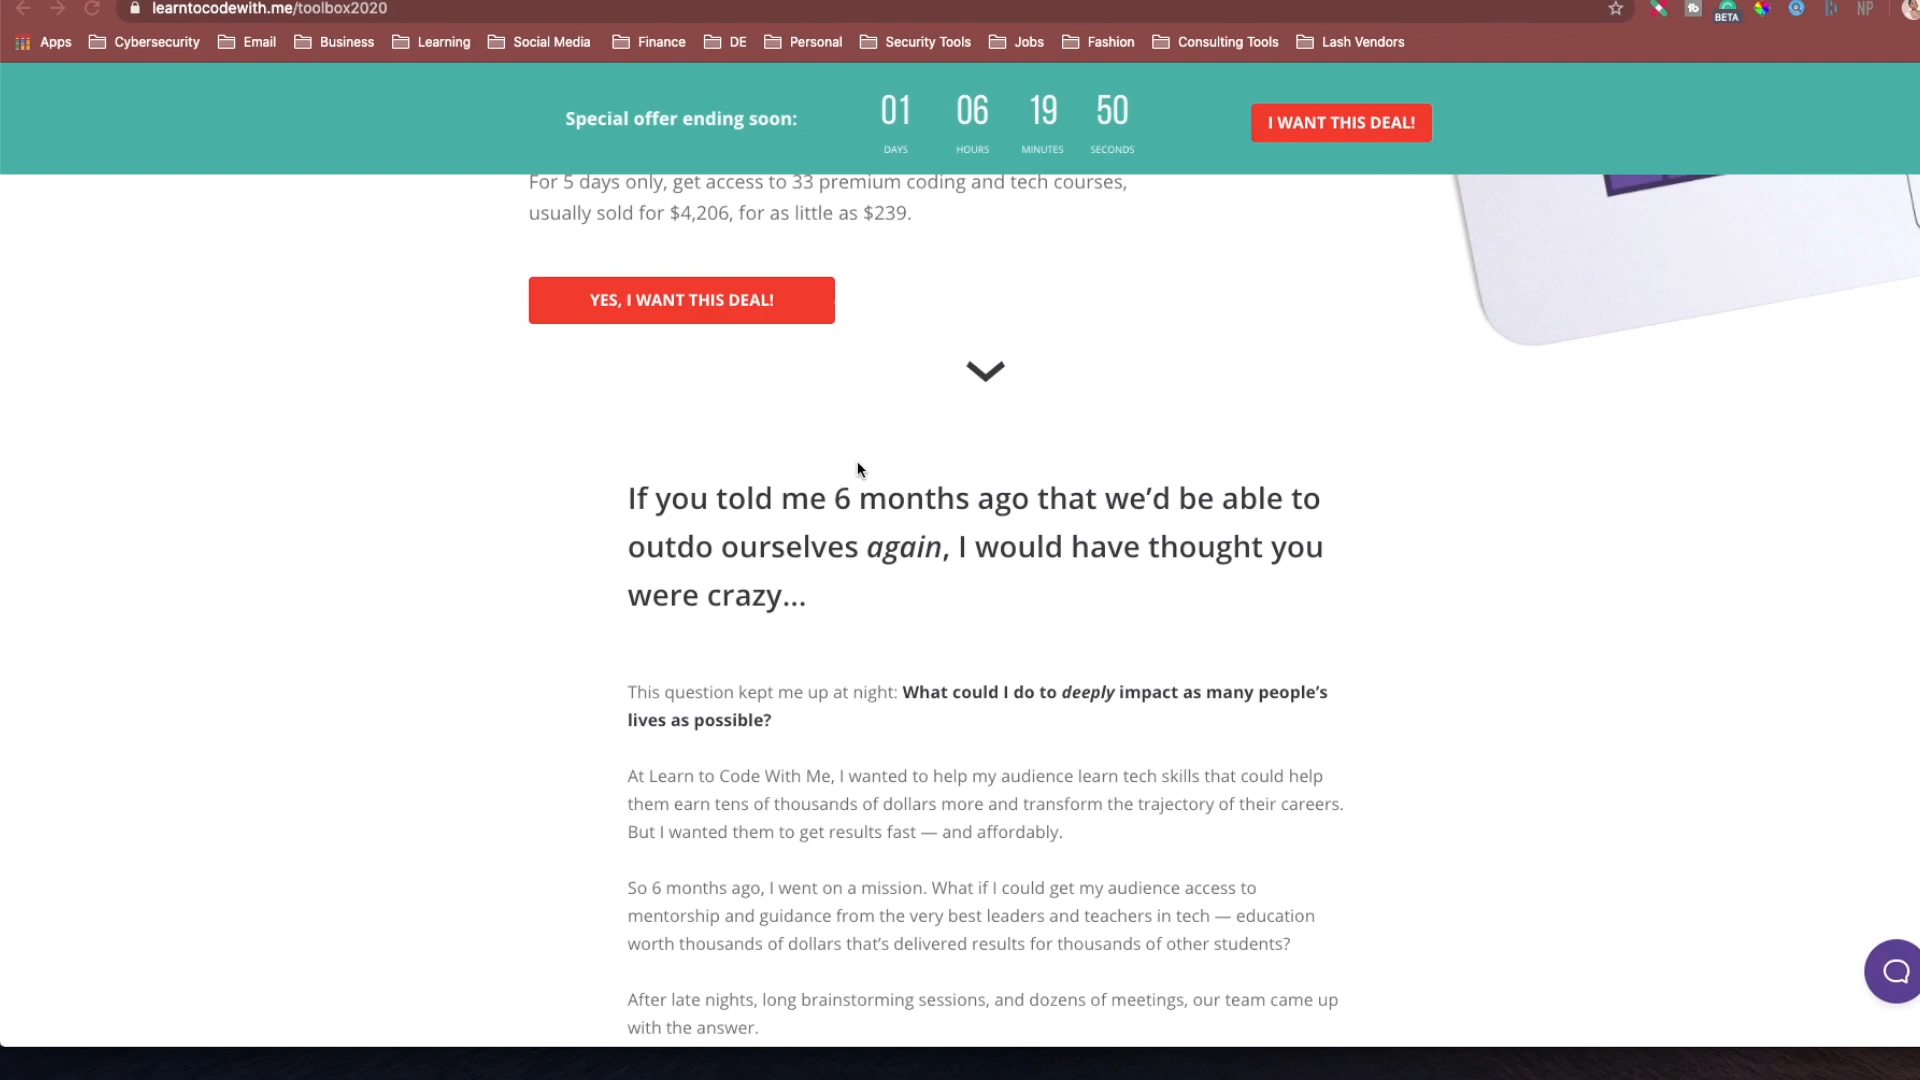 learntocodewith.me/toolbox2020
BETA
NP
Apps Cybersecurity Email Business Learning Social Media Finance DE Personal Security Tools Jobs Fashion Consulting Tools Lash Vendors
Special offer ending soon:
01 06 19 50
DAYS HOURS MINUTES SECONDS
I WANT THIS DEAL!
For 5 days only, get access to 33 premium coding and tech courses,
usually sold for $4,206, for as little as $239.
YES, I WANT THIS DEAL!
If you told me 6 months ago that we’d be able to
outdo ourselves again, I would have thought you
were crazy...
This question kept me up at night: What could I do to deeply impact as many people’s
lives as possible?
At Learn to Code With Me, I wanted to help my audience learn tech skills that could help
them earn tens of thousands of dollars more and transform the trajectory of their careers.
But I wanted them to get results fast — and affordably.
So 6 months ago, I went on a mission. What if I could get my audience access to
mentorship and guidance from the very best leaders and teachers in tech — education
worth thousands of dollars that’s delivered results for thousands of other students?
After late nights, long brainstorming sessions, and dozens of meetings, our team came up
with the answer.